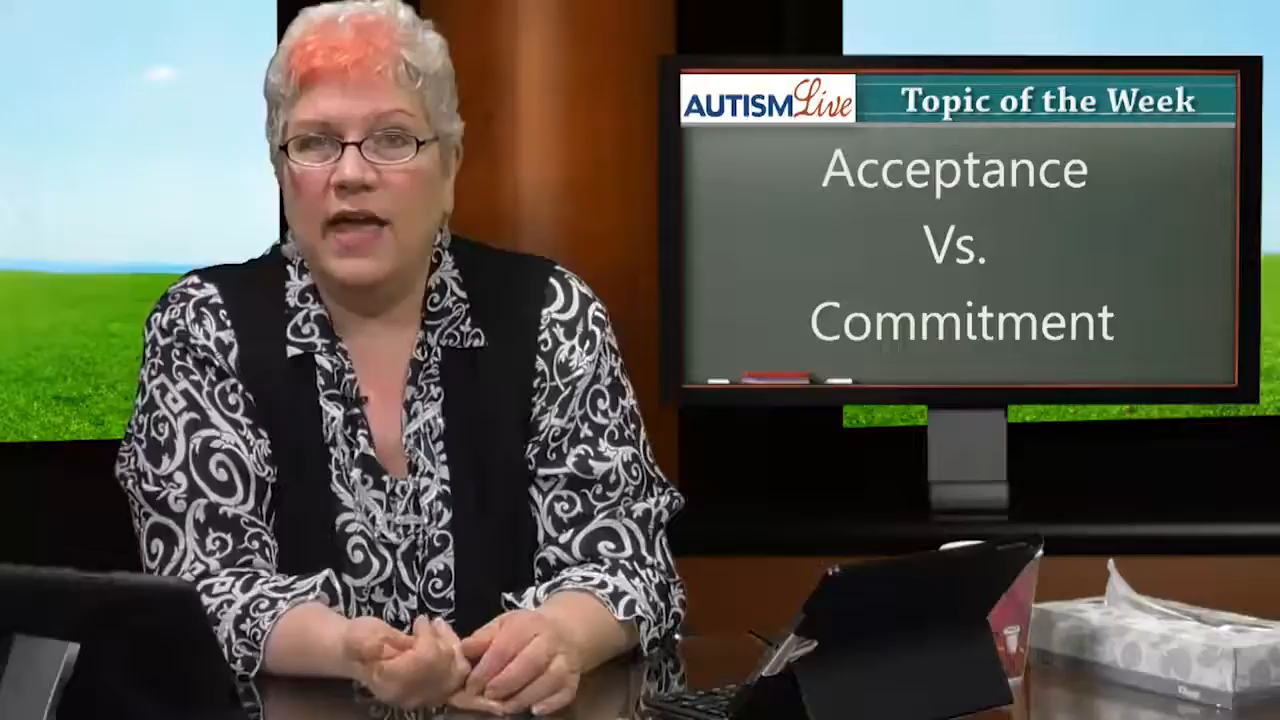 AUTISM Live
Topic of the Week
Acceptance
Vs.
Commitment